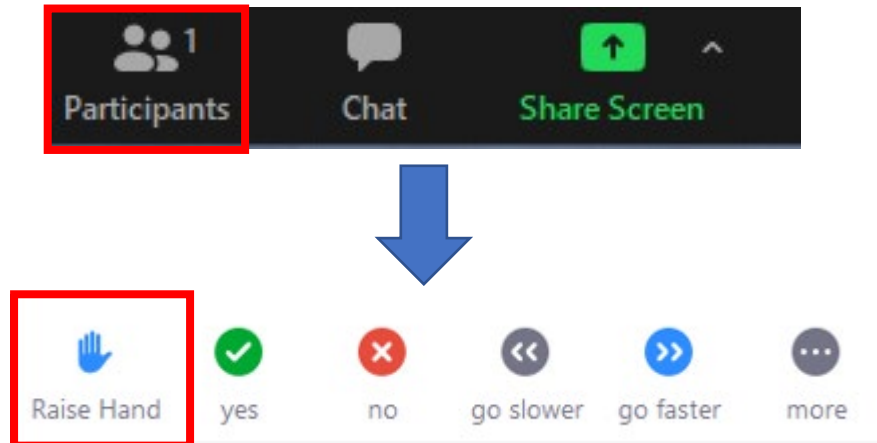 1
Participants Chat Share Screen
Raise Hand yes no go slower go faster more